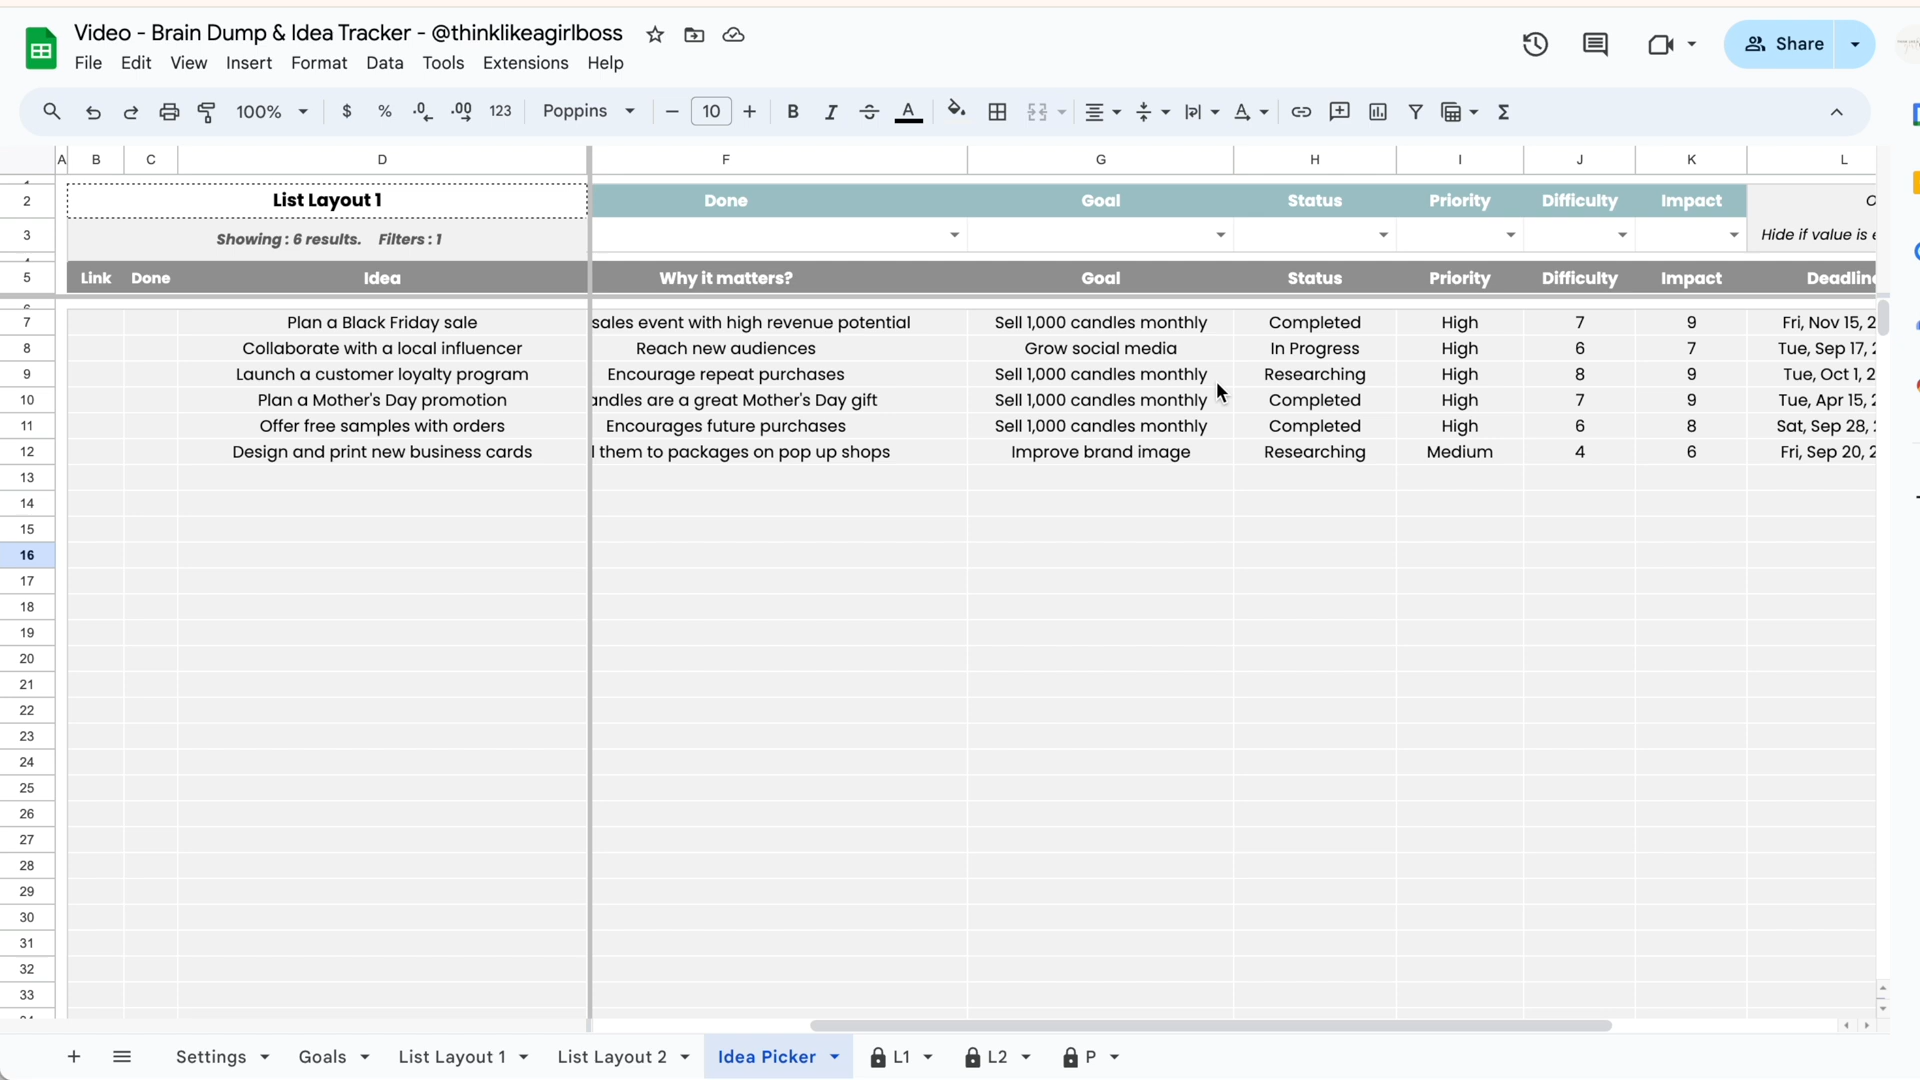 Video - Brain Dump & Idea Tracker - @thinklikeagirlboss
File Edit View Insert Format Data Tools Extensions Help
Share
100% $ % .0 .00 123 Poppins 10 B I A
A B C D F G H I J K L
2 List Layout 1 Done Goal Status Priority Difficulty Impact
3 Showing : 6 results. Filters : 1 Hide if value is
5 Link Done Idea Why it matters? Goal Status Priority Difficulty Impact Deadline
7 Plan a Black Friday sale sales event with high revenue potential Sell 1,000 candles monthly Completed High 7 9 Fri, Nov 15, 2
8 Collaborate with a local influencer Reach new audiences Grow social media In Progress High 6 7 Tue, Sep 17, 2
9 Launch a customer loyalty program Encourage repeat purchases Sell 1,000 candles monthly Researching High 8 9 Tue, Oct 1, 2
10 Plan a Mother's Day promotion andles are a great Mother's Day gift Sell 1,000 candles monthly Completed High 7 9 Tue, Apr 15, 2
11 Offer free samples with orders Encourages future purchases Sell 1,000 candles monthly Completed High 6 8 Sat, Sep 28,
12 Design and print new business cards them to packages on pop up shops Improve brand image Researching Medium 4 6 Fri, Sep 20, 2
13
14
15
16
17
18
19
20
21
22
23
24
25
26
27
28
29
30
31
32
33
Settings Goals List Layout 1 List Layout 2 Idea Picker L1 L2 P